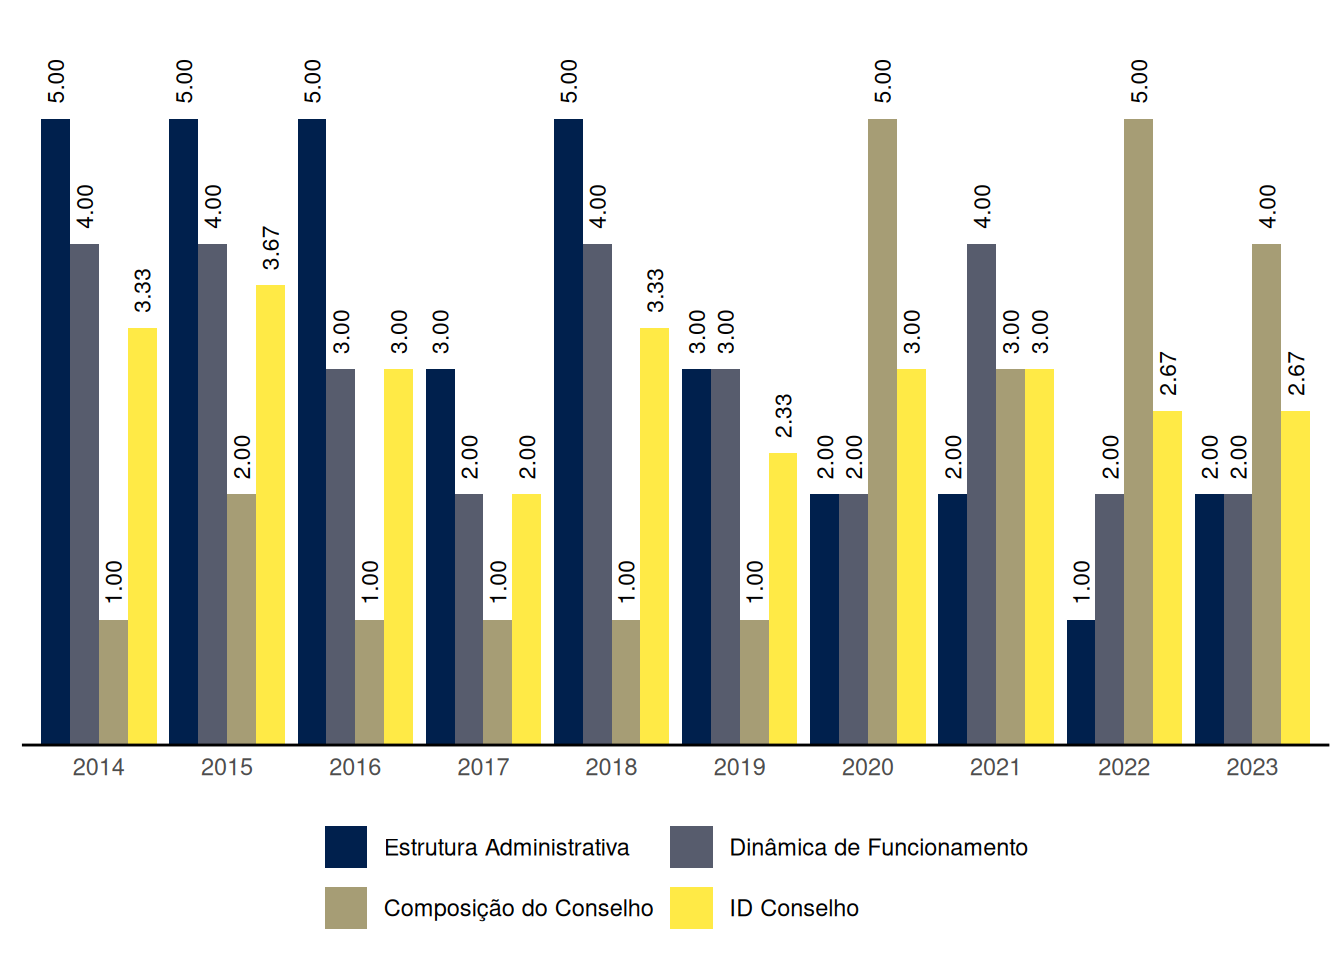 5.00 4.00 1.00 3.33
5.00 4.00 2.00 3.67
5.00 3.00 1.00 3.00
3.00 2.00 1.00 2.00
5.00 4.00 1.00 3.33
3.00 3.00 1.00 2.33
2.00 2.00 5.00 3.00
2.00 4.00 3.00 3.00
1.00 2.00 5.00 2.67
2.00 2.00 4.00 2.67
2014 2015 2016 2017 2018 2019 2020 2021 2022 2023
Estrutura Administrativa Dinâmica de Funcionamento
Composição do Conselho ID Conselho